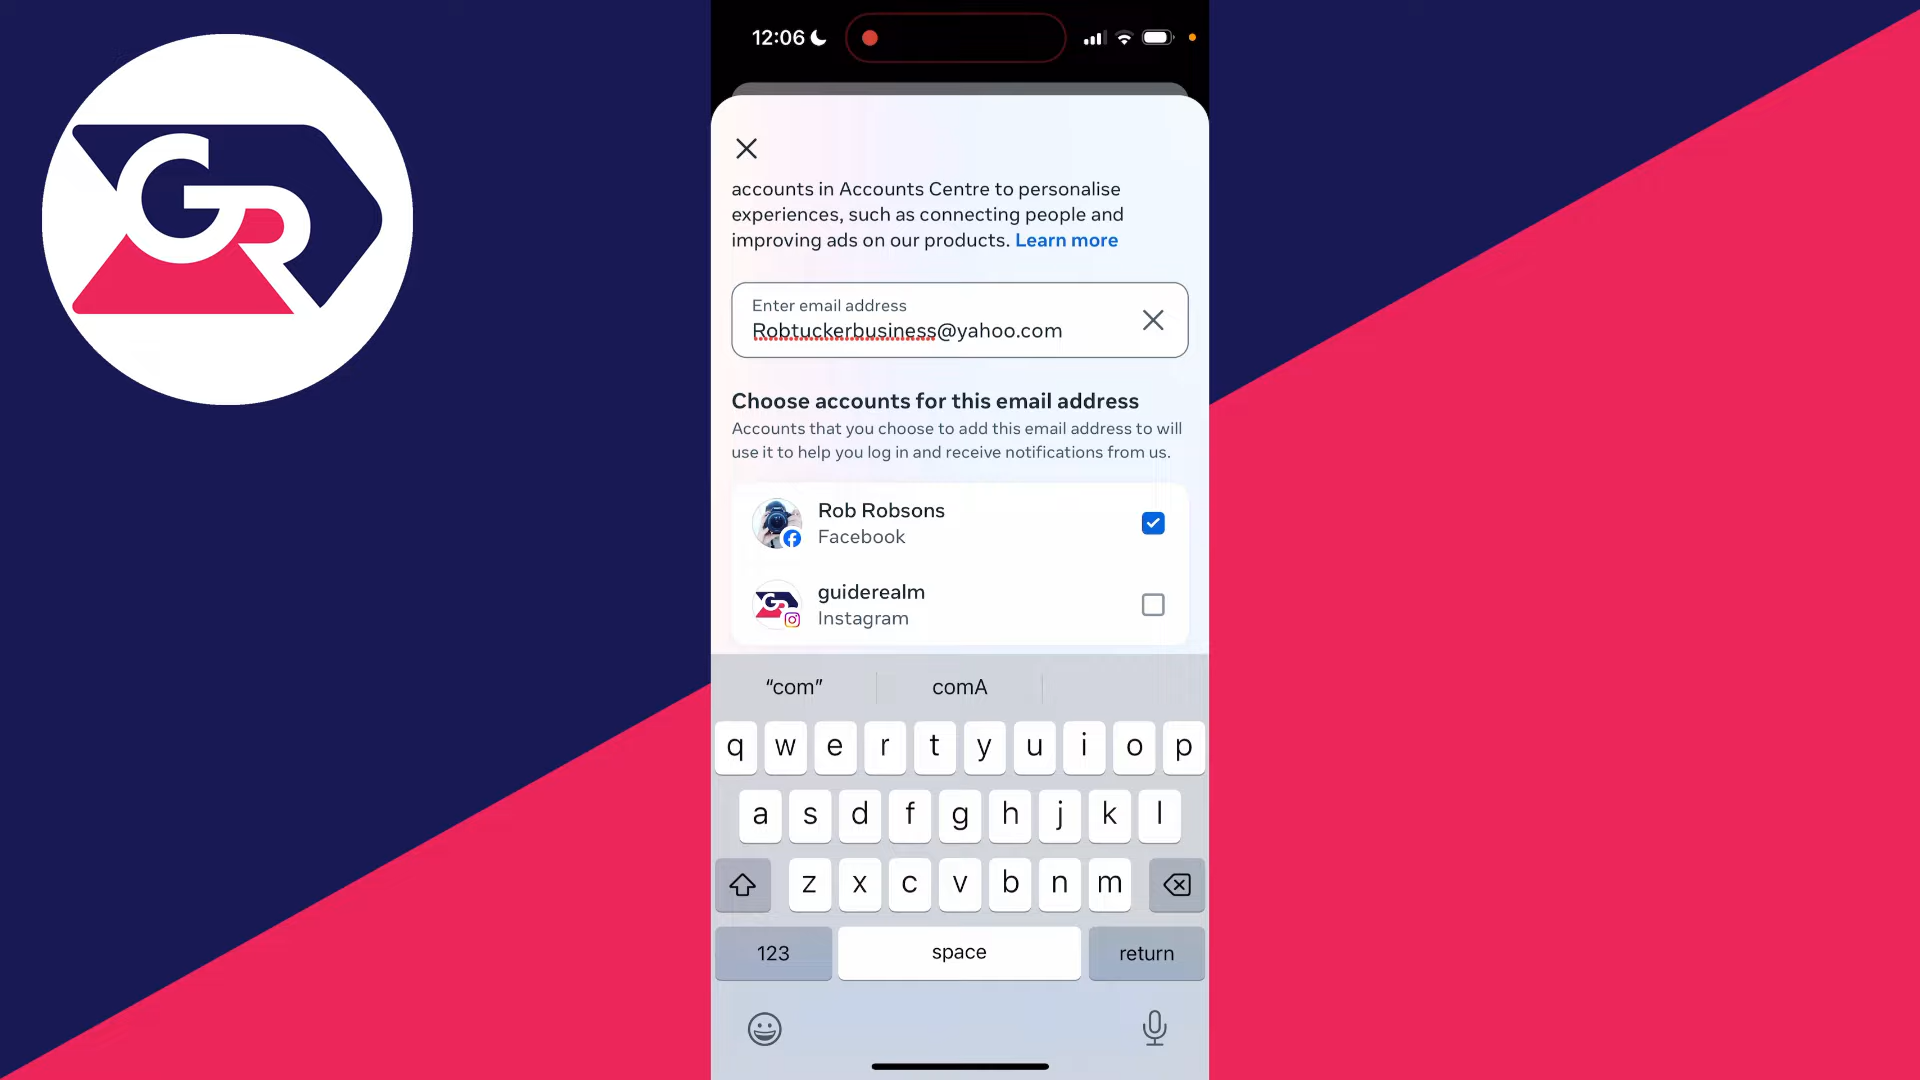 GR
12:06
accounts in Accounts Centre to personalise
experiences, such as connecting people and
improving ads on our products. Learn more
Enter email address
Robtuckerbusiness@yahoo.com
Choose accounts for this email address
Accounts that you choose to add this email address to will
use it to help you log in and receive notifications from us.
Rob Robsons
Facebook
GR
guiderealm
Instagram
“com” comA
q w e r t y u i o p
a s d f g h j k l
z x c v b n m
123 space return